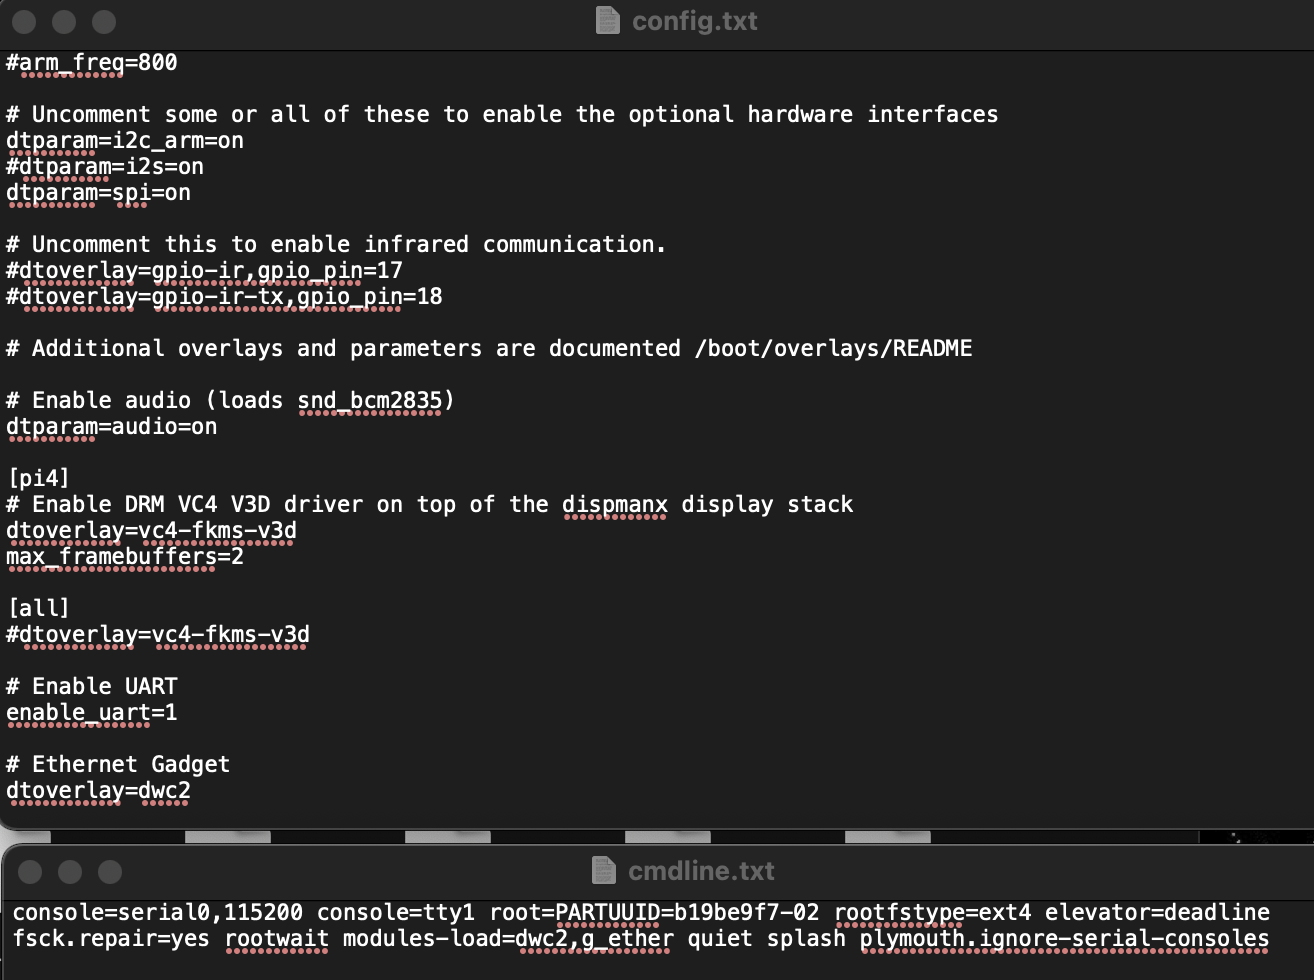 config.txt
#arm_freq=800
# Uncomment some or all of these to enable the optional hardware interfaces
dtparam=i2c_arm=on
#dtparam=i2s=on
dtparam=spi=on
# Uncomment this to enable infrared communication.
#dtoverlay=gpio-ir,gpio_pin=17
#dtoverlay=gpio-ir-tx,gpio_pin=18
# Additional overlays and parameters are documented /boot/overlays/README
# Enable audio (loads snd_bcm2835)
dtparam=audio=on
[pi4]
# Enable DRM VC4 V3D driver on top of the dispmanx display stack
dtoverlay=vc4-fkms-v3d
max_framebuffers=2
[all]
#dtoverlay=vc4-fkms-v3d
# Enable UART
enable_uart=1
# Ethernet Gadget
dtoverlay=dwc2
cmdline.txt
console=serial0,115200 console=tty1 root=PARTUUID=b19be9f7-02 rootfstype=ext4 elevator=deadline
fsck.repair=yes rootwait modules-load=dwc2,g_ether quiet splash plymouth.ignore-serial-consoles